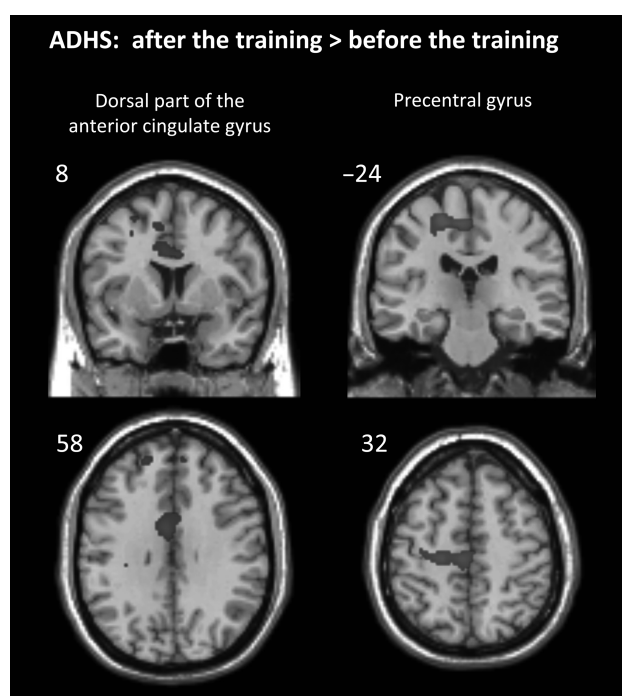 ADHS: after the training > before the training
Dorsal part of the
anterior cingulate gyrus
Precentral gyrus
8
−24
58
32